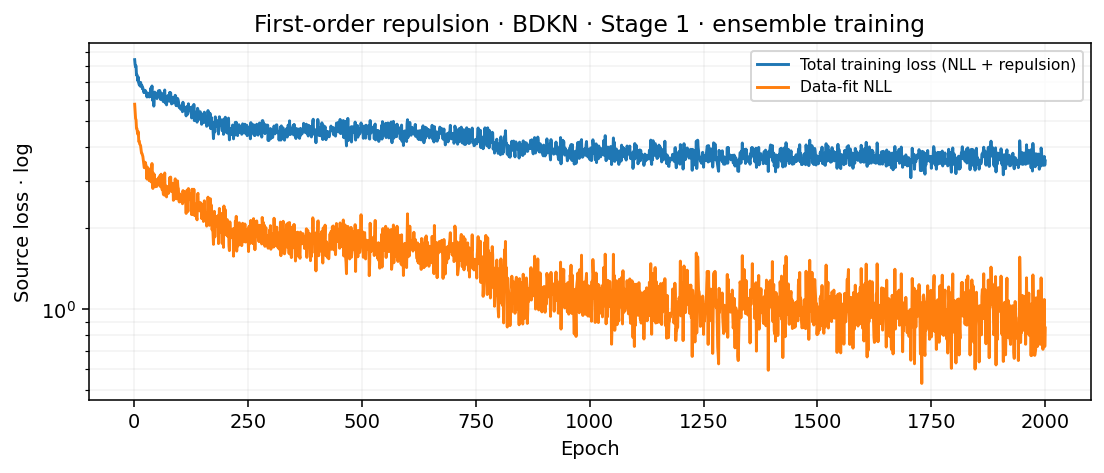 First-order repulsion · BDKN · Stage 1 · ensemble training
Total training loss (NLL + repulsion)
Data-fit NLL
Source loss · log
10⁰
0 250 500 750 1000 1250 1500 1750 2000
Epoch